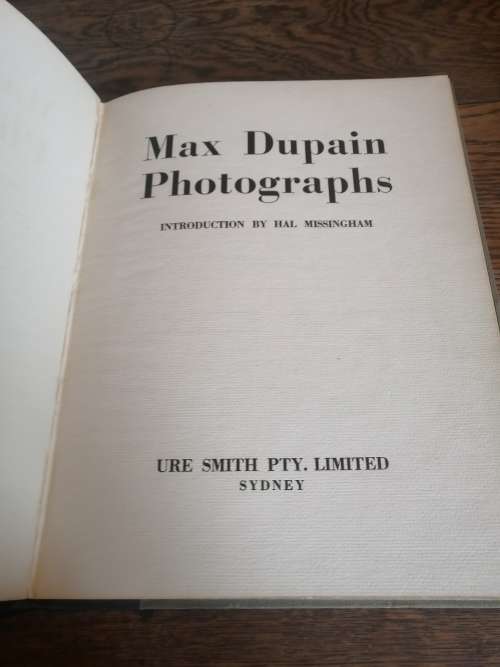 Max Dupain
Photographs
INTRODUCTION BY HAL MISSINGHAM
URE SMITH PTY. LIMITED
SYDNEY